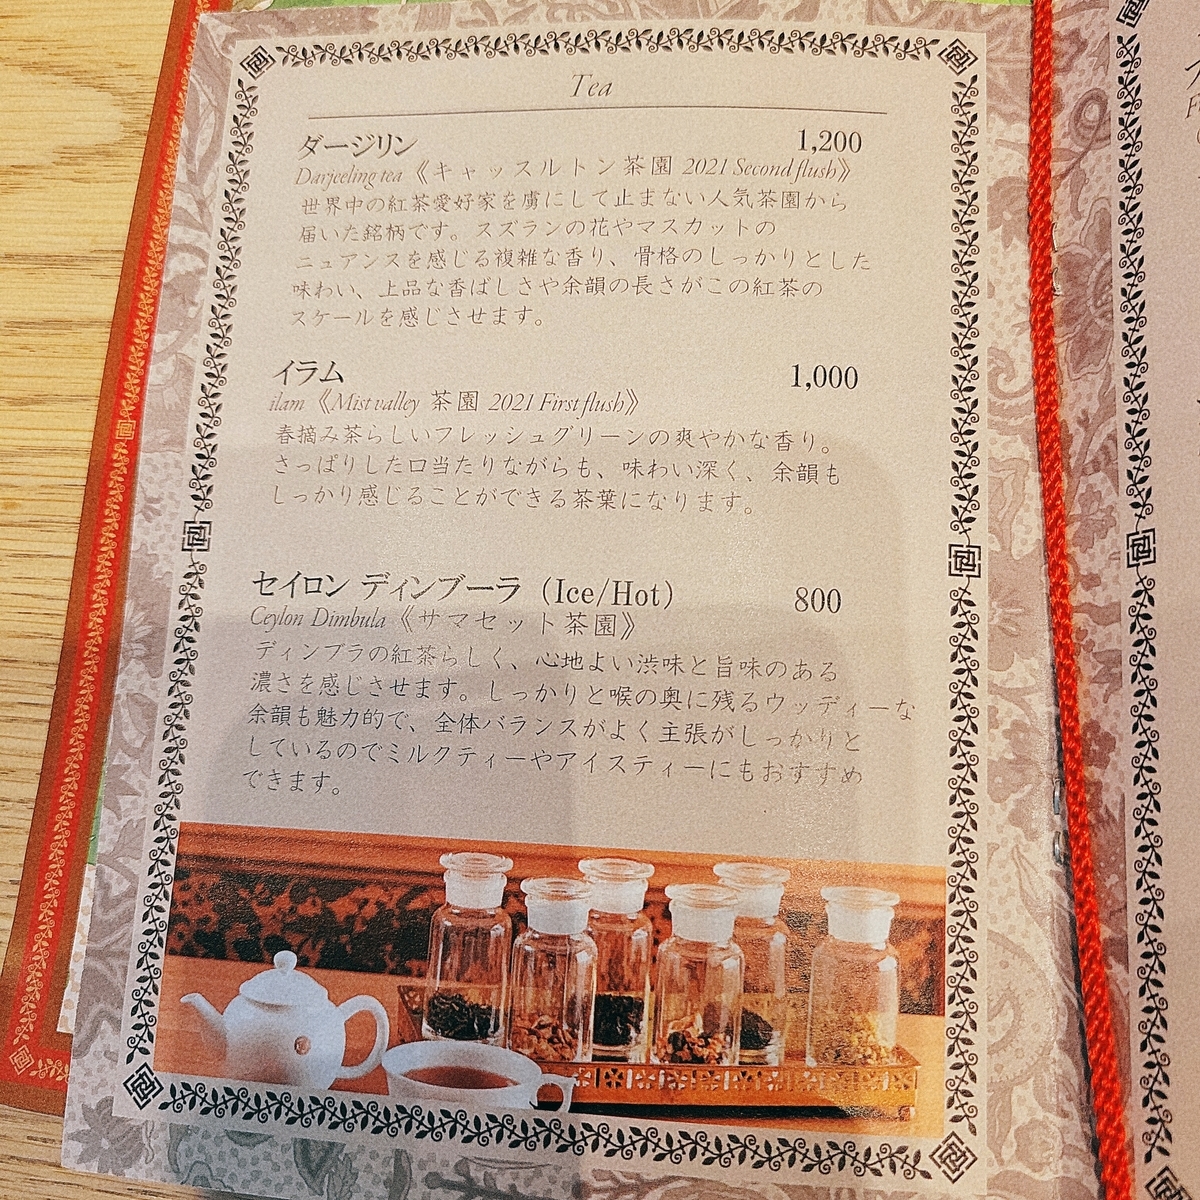 Tea
ダージリン 1,200
Darjeeling tea 《キャッスルトン茶園 2021 Second flush》
世界中の紅茶愛好家を虜にして止まない人気茶園から
届いた銘柄です。スズランの花やマスカットの
ニュアンスを感じる複雑な香り、骨格のしっかりとした
味わい、上品な香ばしさや余韻の長さがこの紅茶の
スケールを感じさせます。
イラム 1,000
ilam 《Mist valley 茶園 2021 First flush》
春摘み茶らしいフレッシュグリーンの爽やかな香り。
さっぱりした口当たりながらも、味わい深く、余韻も
しっかり感じることができる茶葉になります。
セイロン ディンブーラ（Ice/Hot） 800
Ceylon Dimbula 《サマセット茶園》
ディンブラの紅茶らしく、心地よい渋味と旨味のある
濃さを感じさせます。しっかりと喉の奥に残るウッディーな
余韻も魅力的で、全体バランスがよく主張がしっかりと
しているのでミルクティーやアイスティーにもおすすめ
できます。